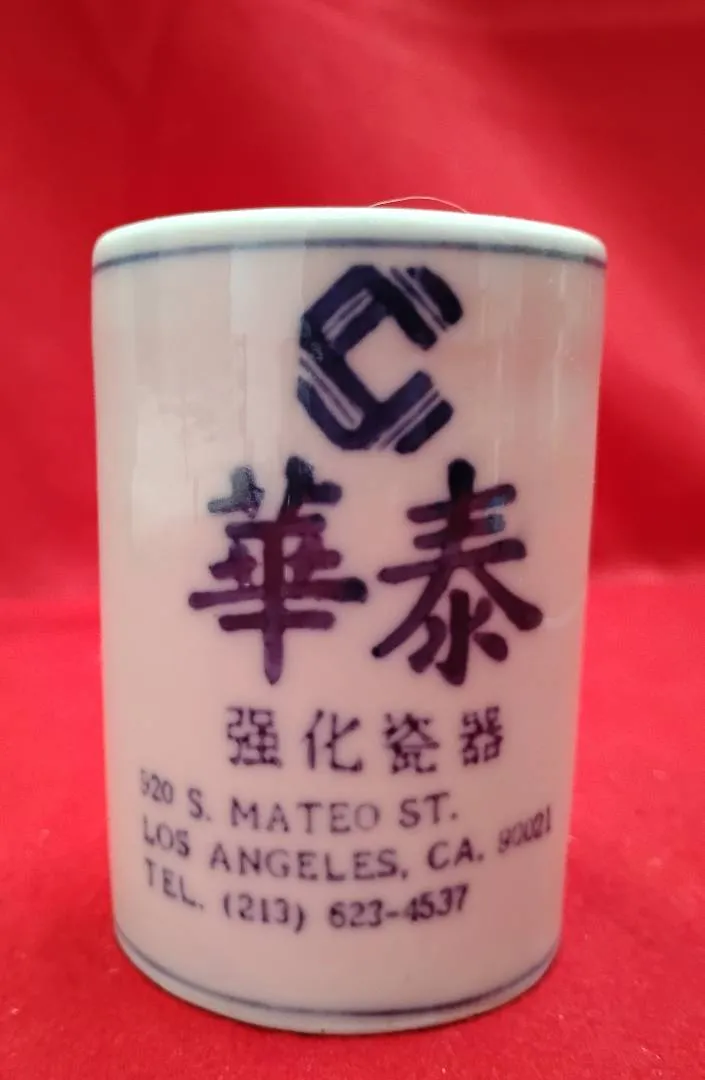 華泰
强化瓷器
920 S. MATEO ST.
LOS ANGELES, CA. 90021
TEL. (213) 623-4537